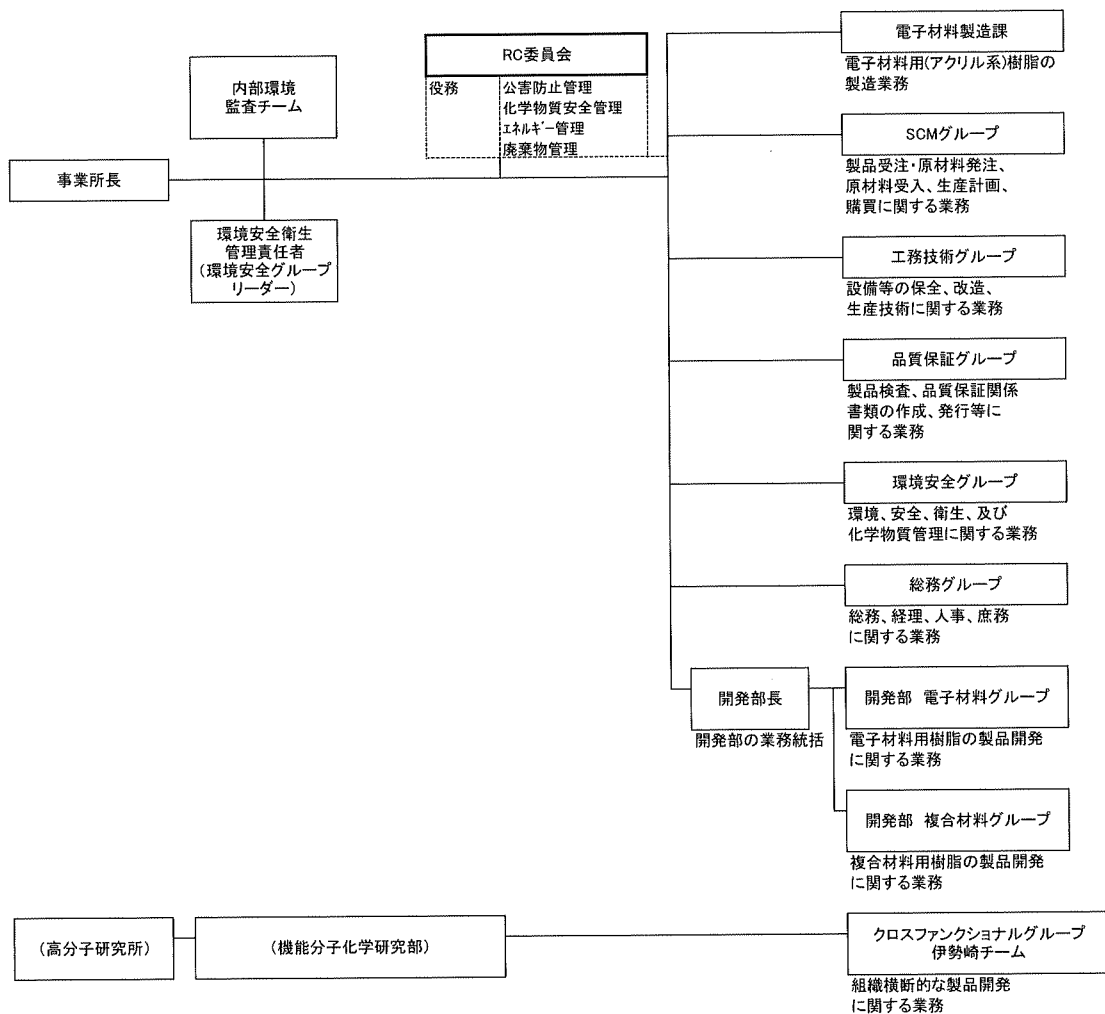 RC委員会
役務
公害防止管理
化学物質安全管理
エネルギー管理
廃棄物管理
内部環境
監査チーム
事業所長
環境安全衛生
管理責任者
(環境安全グループ
リーダー)
電子材料製造課
電子材料用(アクリル系)樹脂の
製造業務
SCMグループ
製品受注・原材料発注、
原材料受入、生産計画、
購買に関する業務
工務技術グループ
設備等の保全、改造、
生産技術に関する業務
品質保証グループ
製品検査、品質保証関係
書類の作成、発行等に
関する業務
環境安全グループ
環境、安全、衛生、及び
化学物質管理に関する業務
総務グループ
総務、経理、人事、庶務
に関する業務
開発部長
開発部の業務統括
開発部 電子材料グループ
電子材料用樹脂の製品開発
に関する業務
開発部 複合材料グループ
複合材料用樹脂の製品開発
に関する業務
(高分子研究所)
(機能分子化学研究部)
クロスファンクショナルグループ
伊勢崎チーム
組織横断的な製品開発
に関する業務